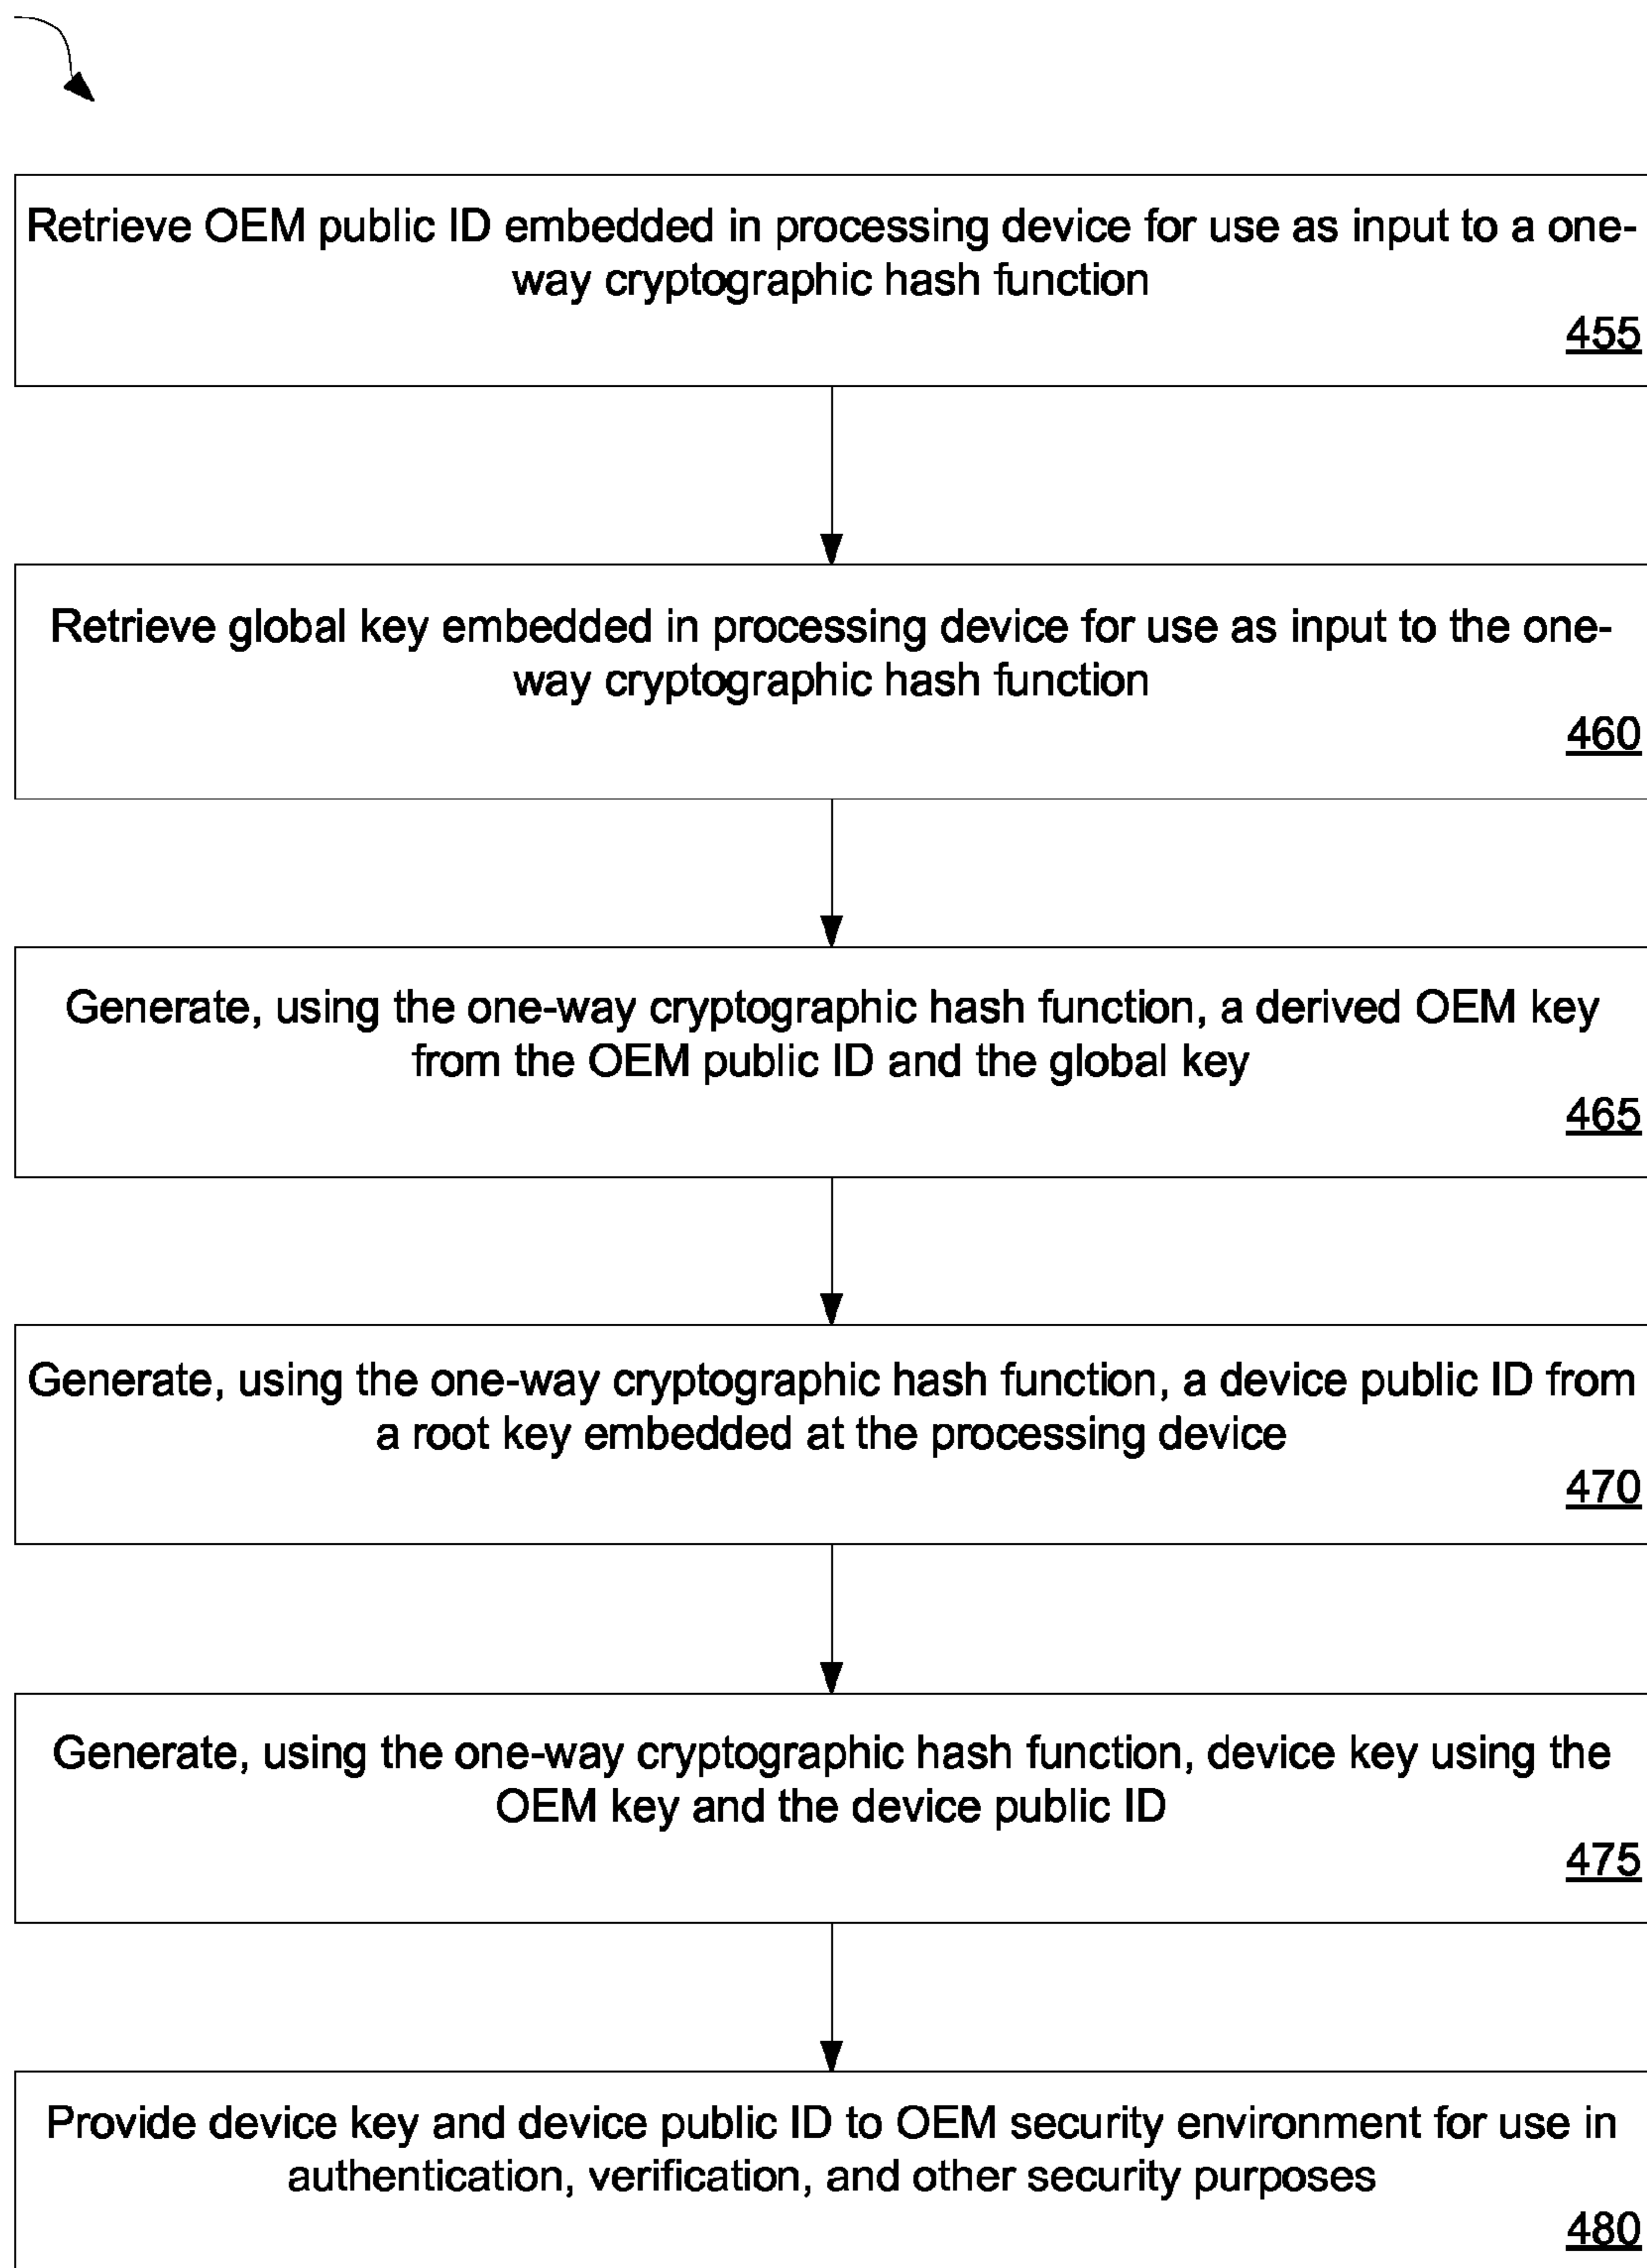 Retrieve OEM public ID embedded in processing device for use as input to a one-
way cryptographic hash function
455
Retrieve global key embedded in processing device for use as input to the one-
way cryptographic hash function
460
Generate, using the one-way cryptographic hash function, a derived OEM key
from the OEM public ID and the global key
465
Generate, using the one-way cryptographic hash function, a device public ID from
a root key embedded at the processing device
470
Generate, using the one-way cryptographic hash function, device key using the
OEM key and the device public ID
475
Provide device key and device public ID to OEM security environment for use in
authentication, verification, and other security purposes
480